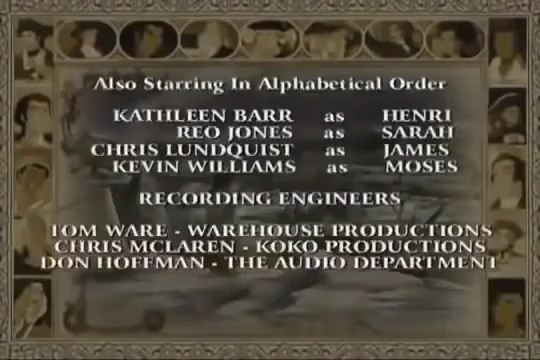 Also Starring In Alphabetical Order
KATHLEEN BARR as HENRI
REO JONES as SARAH
CHRIS LUNDQUIST as JAMES
KEVIN WILLIAMS as MOSES
RECORDING ENGINEERS
TOM WARE - WAREHOUSE PRODUCTIONS
CHRIS MCLAREN - KOKO PRODUCTIONS
DON HOFFMAN - THE AUDIO DEPARTMENT